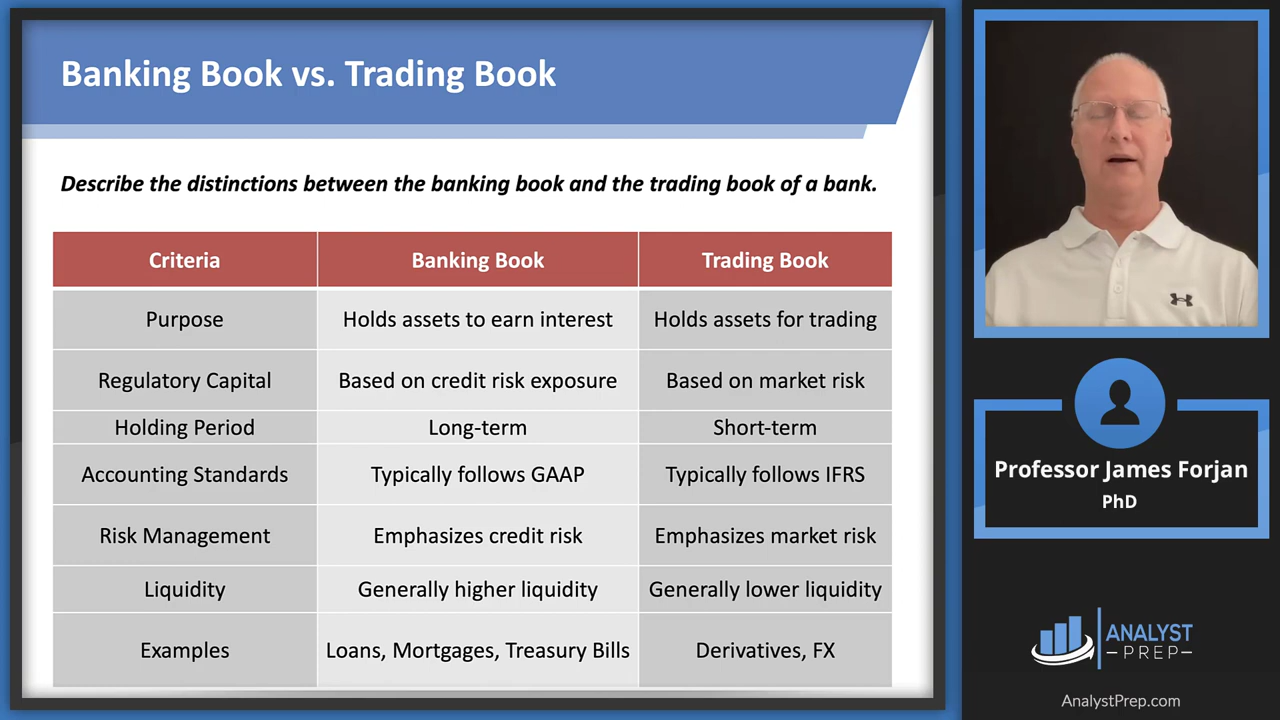 Banking Book vs. Trading Book
Describe the distinctions between the banking book and the trading book of a bank.
Criteria Banking Book Trading Book
Purpose Holds assets to earn interest Holds assets for trading
Regulatory Capital Based on credit risk exposure Based on market risk
Holding Period Long-term Short-term
Accounting Standards Typically follows GAAP Typically follows IFRS
Risk Management Emphasizes credit risk Emphasizes market risk
Liquidity Generally higher liquidity Generally lower liquidity
Examples Loans, Mortgages, Treasury Bills Derivatives, FX
Professor James Forjan
PhD
ANALYST
PREP
AnalystPrep.com